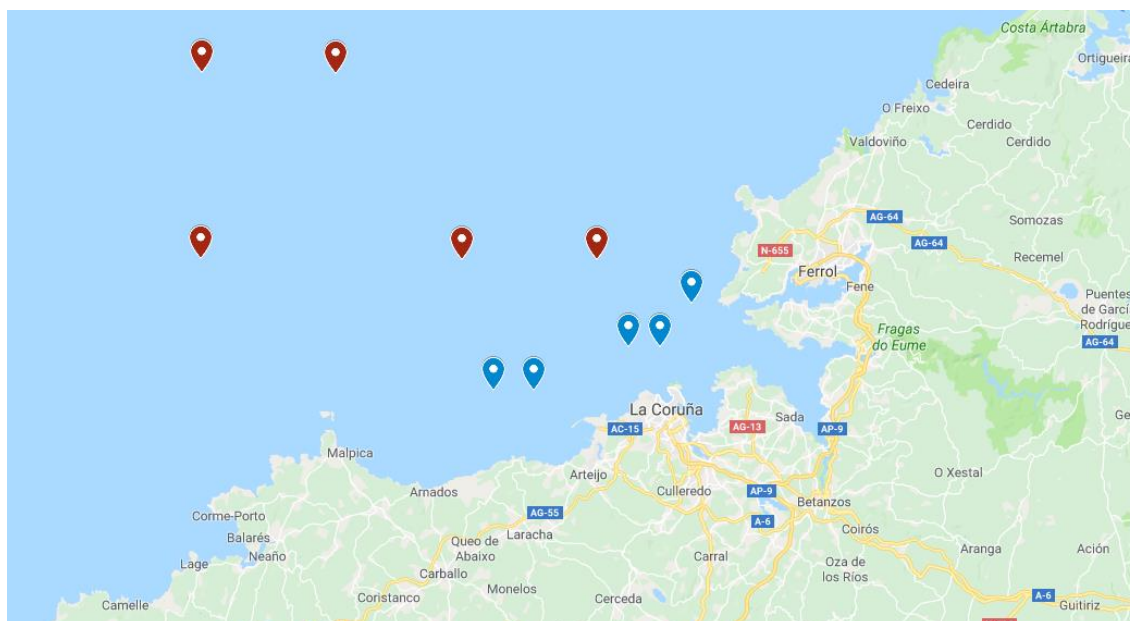 Costa Ártabra
Ortigueira
Cedeira
O Freixo
Cerdido
Cerdido
Valdoviño
AG-64
Somozas
AG-64
N-655
Recemel
Ferrol
Fene
Puentes
de García
Rodrígue
AG-64
Fragas
do Eume
La Coruña
Sada
AC-15
AG-13
AP-9
Malpica
Arteijo
O Xestal
Arnados
Culleredo
AP-9
Betanzos
Corme-Porto
AG-55
A-6
Coirós
Balarés
Queo de
Abaixo
Laracha
Neaño
Carral
Aranga
Ación
Lage
Carballo
Oza de
los Ríos
Monelos
Camelle
Coristanco
Cerceda
A-6
Guitiriz